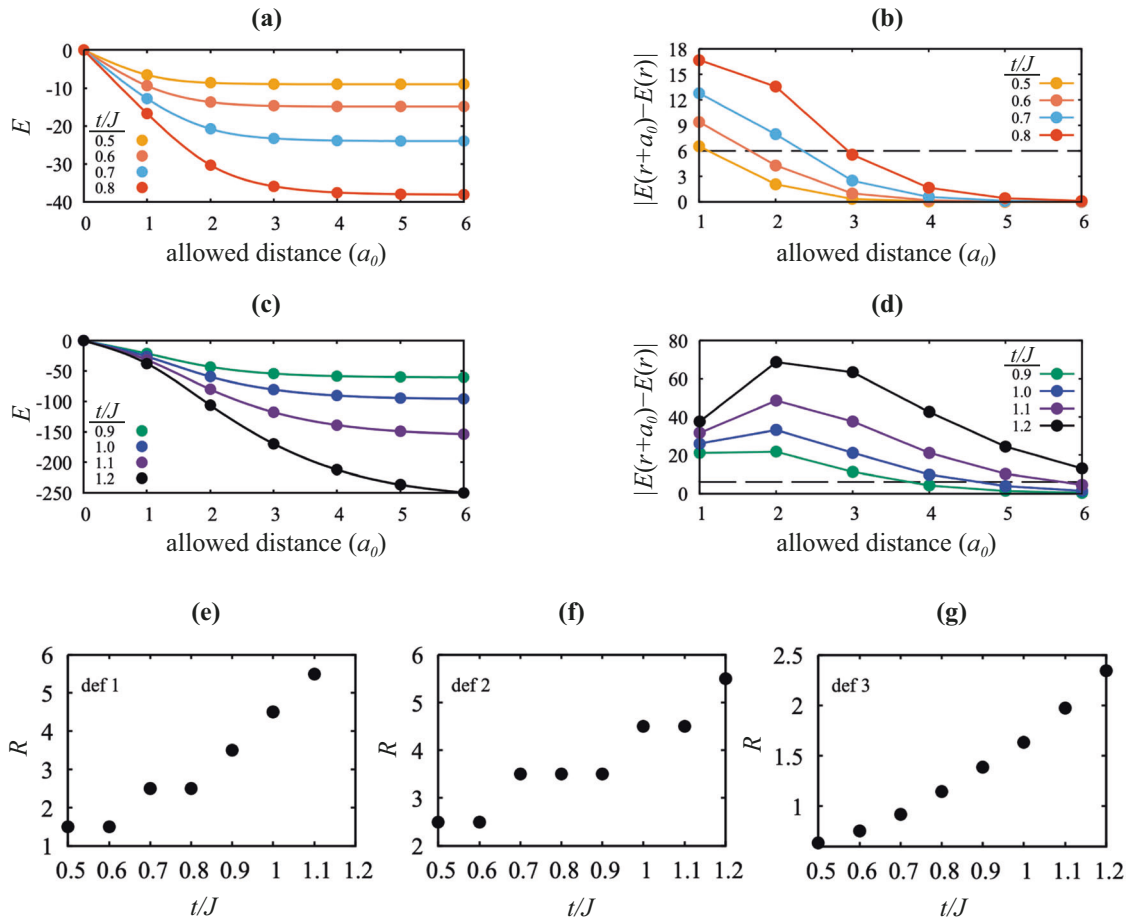 (a)
0
-10
-20
-30
-40
E
t/J
0.5
0.6
0.7
0.8
0 1 2 3 4 5 6
allowed distance (a0)
(b)
18
15
12
9
6
3
0
|E(r+a0)−E(r)|
t/J
0.5
0.6
0.7
0.8
1 2 3 4 5 6
allowed distance (a0)
(c)
0
-50
-100
-150
-200
-250
E
t/J
0.9
1.0
1.1
1.2
0 1 2 3 4 5 6
allowed distance (a0)
(d)
80
60
40
20
0
|E(r+a0)−E(r)|
t/J
0.9
1.0
1.1
1.2
1 2 3 4 5 6
allowed distance (a0)
(e)
6
5
4
3
2
1
R
def 1
0.5 0.6 0.7 0.8 0.9 1 1.1 1.2
t/J
(f)
6
5
4
3
2
R
def 2
0.5 0.6 0.7 0.8 0.9 1 1.1 1.2
t/J
(g)
2.5
2
1.5
1
R
def 3
0.5 0.6 0.7 0.8 0.9 1 1.1 1.2
t/J